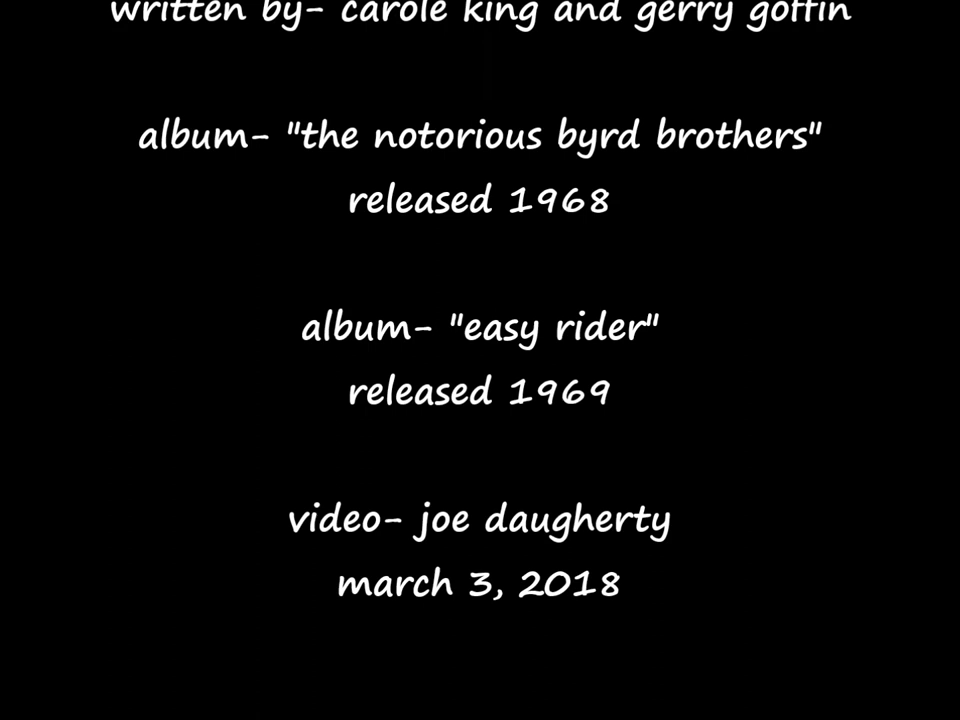 written by- carole king and gerry goffin
album- "the notorious byrd brothers"
released 1968
album- "easy rider"
released 1969
video- joe daugherty
march 3, 2018